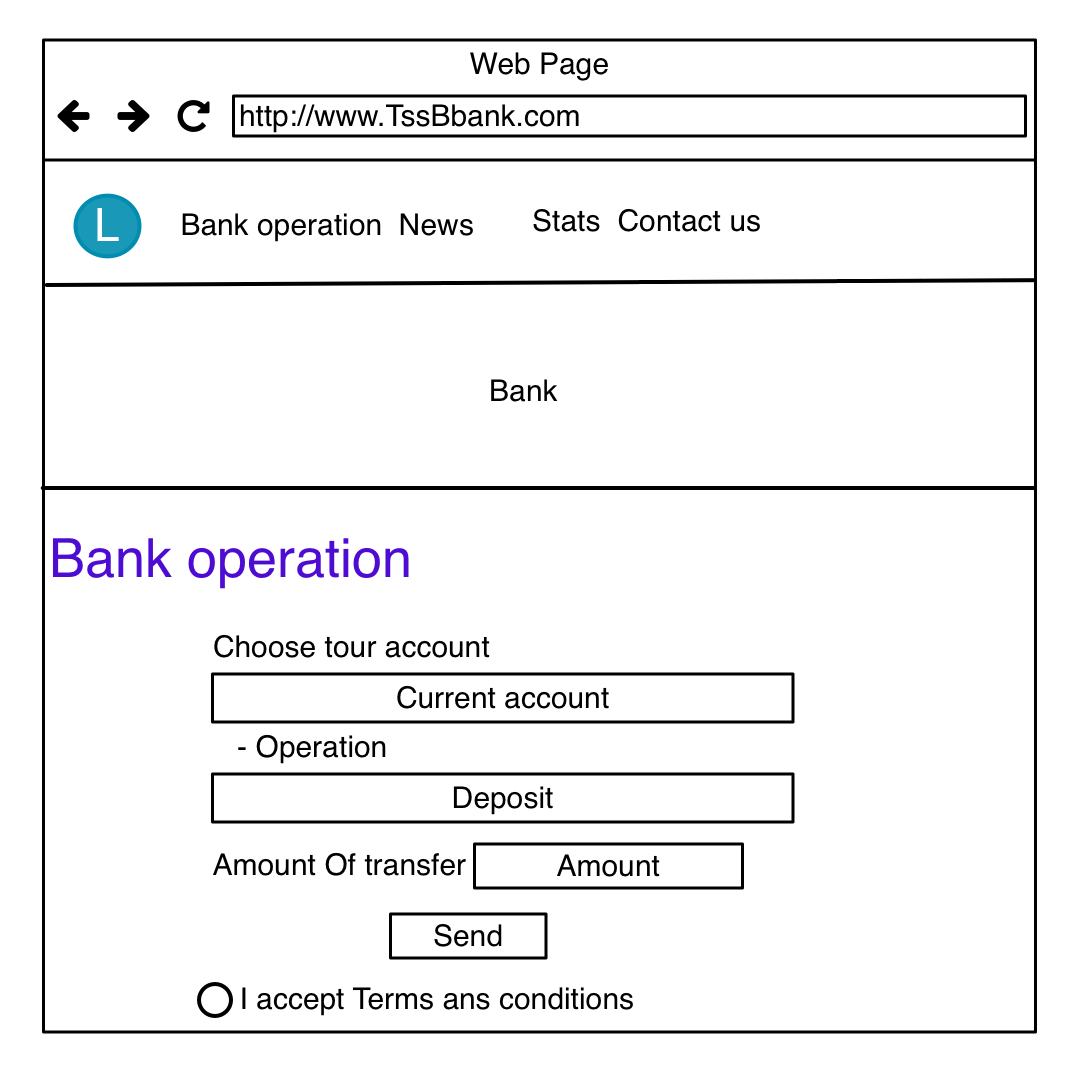 Web Page
http://www.TssBbank.com
L
Bank operation News Stats Contact us
Bank
Bank operation
Choose tour account
Current account
- Operation
Deposit
Amount Of transfer Amount
Send
I accept Terms ans conditions